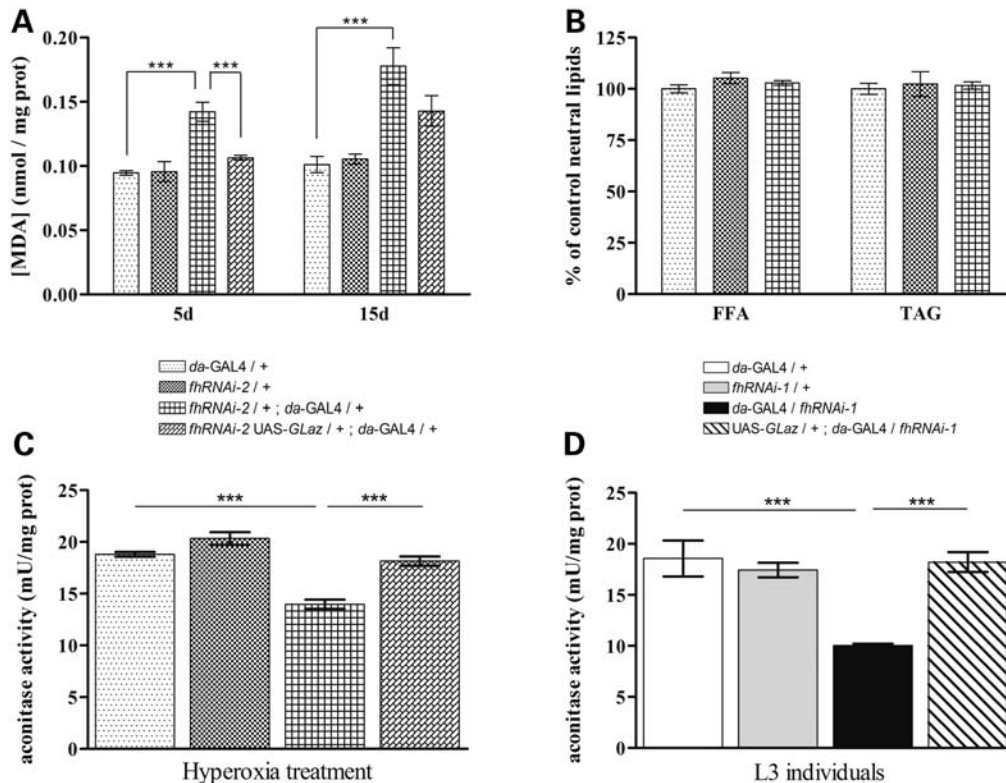 A
[MDA] (nmol / mg prot)
0.20
0.15
0.10
0.05
0.00
***
***
***
5d
15d
B
% of control neutral lipids
125
100
75
50
25
0
FFA
TAG
da-GAL4 / +
fhRNAi-2 / +
fhRNAi-2 / + ; da-GAL4 / +
fhRNAi-2 UAS-GLaz / + ; da-GAL4 / +
da-GAL4 / +
fhRNAi-1 / +
da-GAL4 / fhRNAi-1
UAS-GLaz / + ; da-GAL4 / fhRNAi-1
C
aconitase activity (mU/mg prot)
25
20
15
10
5
0
***
***
Hyperoxia treatment
D
aconitase activity (mU/mg prot)
25
20
15
10
5
0
***
***
L3 individuals